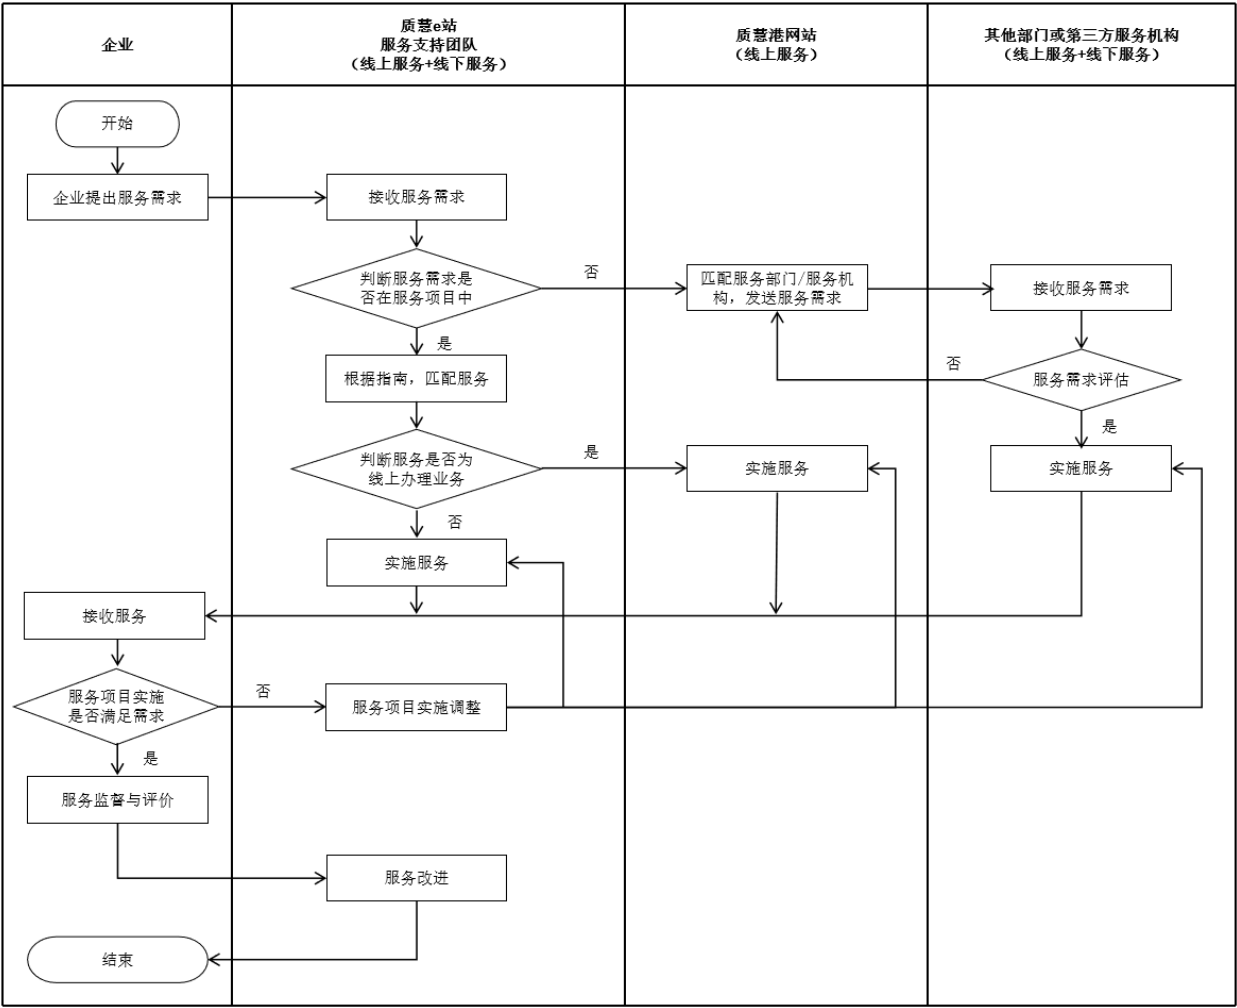 企业
质慧e站
服务支持团队
（线上服务+线下服务）
质慧港网站
（线上服务）
其他部门或第三方服务机构
（线上服务+线下服务）
开始
企业提出服务需求
接收服务需求
判断服务需求是
否在服务项目中
否
匹配服务部门/服务机
构，发送服务需求
接收服务需求
是
根据指南，匹配服务
否
服务需求评估
是
判断服务是否为
线上办理业务
是
实施服务
实施服务
否
实施服务
接收服务
服务项目实施
是否满足需求
否
服务项目实施调整
是
服务监督与评价
服务改进
结束